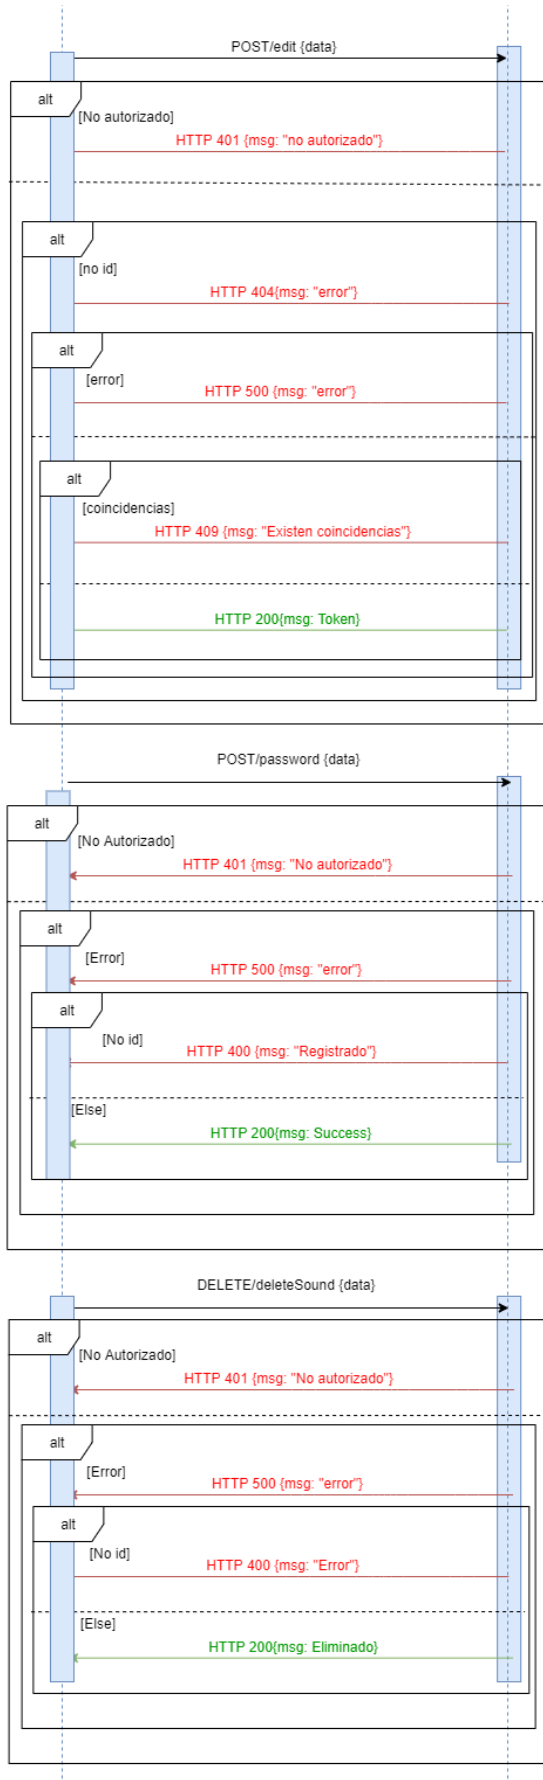 POST/edit {data}
alt
[No autorizado]
HTTP 401 {msg: "no autorizado"}
alt
[no id]
HTTP 404{msg: "error"}
alt
[error]
HTTP 500 {msg: "error"}
alt
[coincidencias]
HTTP 409 {msg: "Existen coincidencias"}
HTTP 200{msg: Token}
POST/password {data}
alt
[No Autorizado]
HTTP 401 {msg: "No autorizado"}
alt
[Error]
HTTP 500 {msg: "error"}
alt
[No id]
HTTP 400 {msg: "Registrado"}
[Else]
HTTP 200{msg: Success}
DELETE/deleteSound {data}
alt
[No Autorizado]
HTTP 401 {msg: "No autorizado"}
alt
[Error]
HTTP 500 {msg: "error"}
alt
[No id]
HTTP 400 {msg: "Error"}
[Else]
HTTP 200{msg: Eliminado}